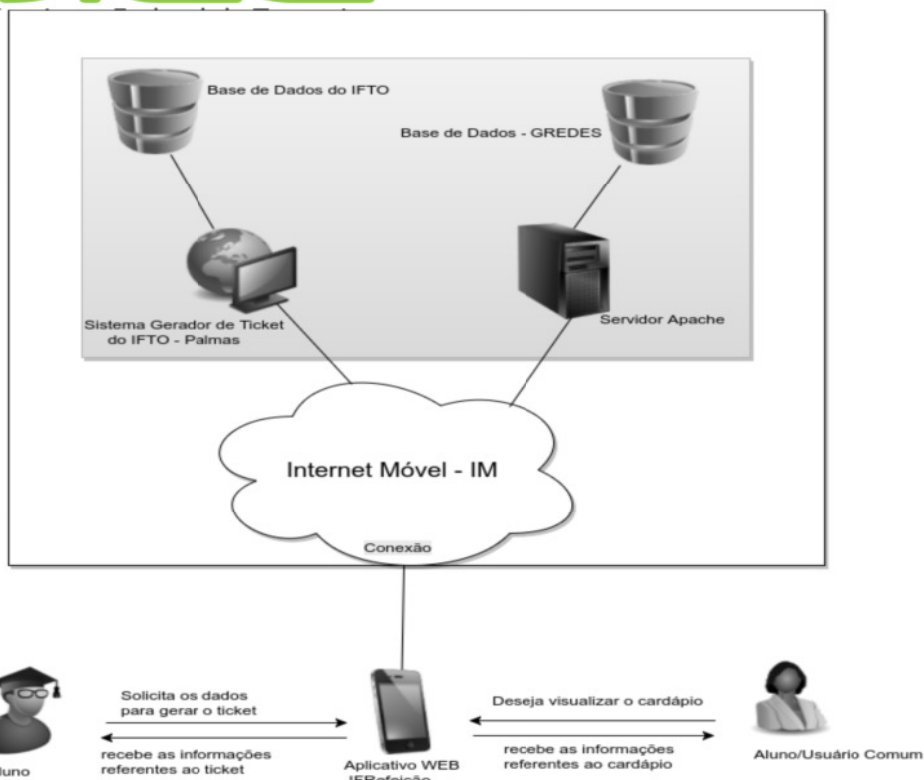 Base de Dados do IFTO
Base de Dados - GREDES
Sistema Gerador de Ticket
do IFTO - Palmas
Servidor Apache
Internet Móvel - IM
Conexão
Solicita os dados
para gerar o ticket
recebe as informações
referentes ao ticket
Aplicativo WEB
IFRefeição
Deseja visualizar o cardápio
recebe as informações
referentes ao cardápio
Aluno/Usuário Comum